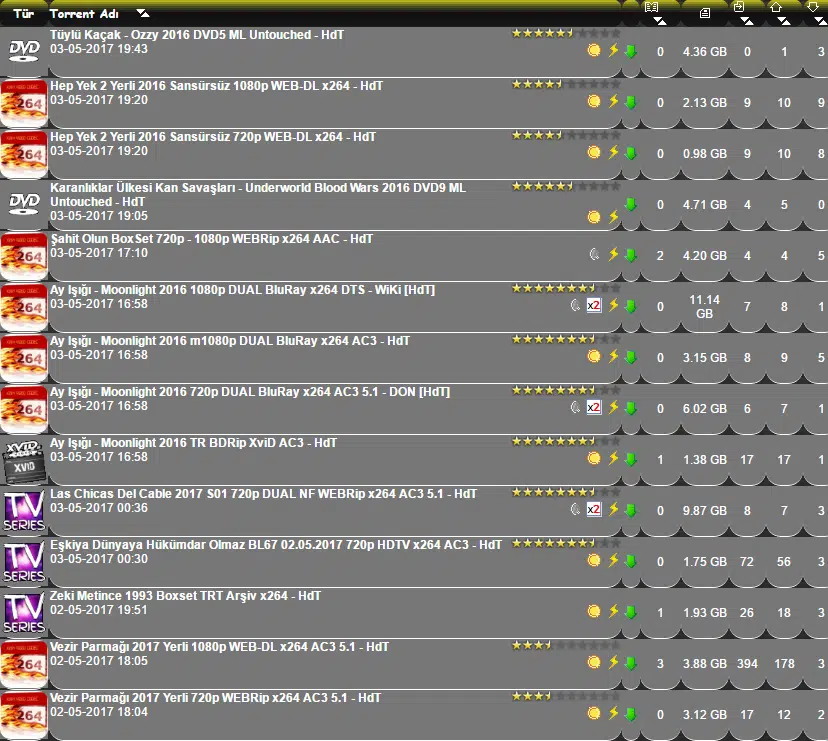 Tür Torrent Adı
Tüylü Kaçak - Ozzy 2016 DVD5 ML Untouched - HdT
03-05-2017 19:43
DVD
0 4.36 GB 0 1 3
Hep Yek 2 Yerli 2016 Sansürsüz 1080p WEB-DL x264 - HdT
03-05-2017 19:20
264
0 2.13 GB 9 10 9
Hep Yek 2 Yerli 2016 Sansürsüz 720p WEB-DL x264 - HdT
03-05-2017 19:20
264
0 0.98 GB 9 10 8
Karanlıklar Ülkesi Kan Savaşları - Underworld Blood Wars 2016 DVD9 ML
Untouched - HdT
03-05-2017 19:05
DVD
0 4.71 GB 4 5 0
Şahit Olun BoxSet 720p - 1080p WEBRip x264 AAC - HdT
03-05-2017 17:10
264
2 4.20 GB 4 4 5
Ay Işığı - Moonlight 2016 1080p DUAL BluRay x264 DTS - WiKi [HdT]
03-05-2017 16:58
264
x2
0 11.14
GB 7 8 1
Ay Işığı - Moonlight 2016 m1080p DUAL BluRay x264 AC3 - HdT
03-05-2017 16:58
264
0 3.15 GB 8 9 5
Ay Işığı - Moonlight 2016 720p DUAL BluRay x264 AC3 5.1 - DON [HdT]
03-05-2017 16:58
264
x2
0 6.02 GB 6 7 1
Ay Işığı - Moonlight 2016 TR BDRip XviD AC3 - HdT
03-05-2017 16:58
XVID
XVID
1 1.38 GB 17 17 1
Las Chicas Del Cable 2017 S01 720p DUAL NF WEBRip x264 AC3 5.1 - HdT
03-05-2017 00:36
TV
SERIES
x2
0 9.87 GB 8 7 3
Eşkiya Dünyaya Hükümdar Olmaz BL67 02.05.2017 720p HDTV x264 AC3 - HdT
03-05-2017 00:30
TV
SERIES
0 1.75 GB 72 56 3
Zeki Metince 1993 Boxset TRT Arşiv x264 - HdT
02-05-2017 19:51
TV
SERIES
1 1.93 GB 26 18 3
Vezir Parmağı 2017 Yerli 1080p WEB-DL x264 AC3 5.1 - HdT
02-05-2017 18:05
264
3 3.88 GB 394 178 3
Vezir Parmağı 2017 Yerli 720p WEBRip x264 AC3 5.1 - HdT
02-05-2017 18:04
264
0 3.12 GB 17 12 2